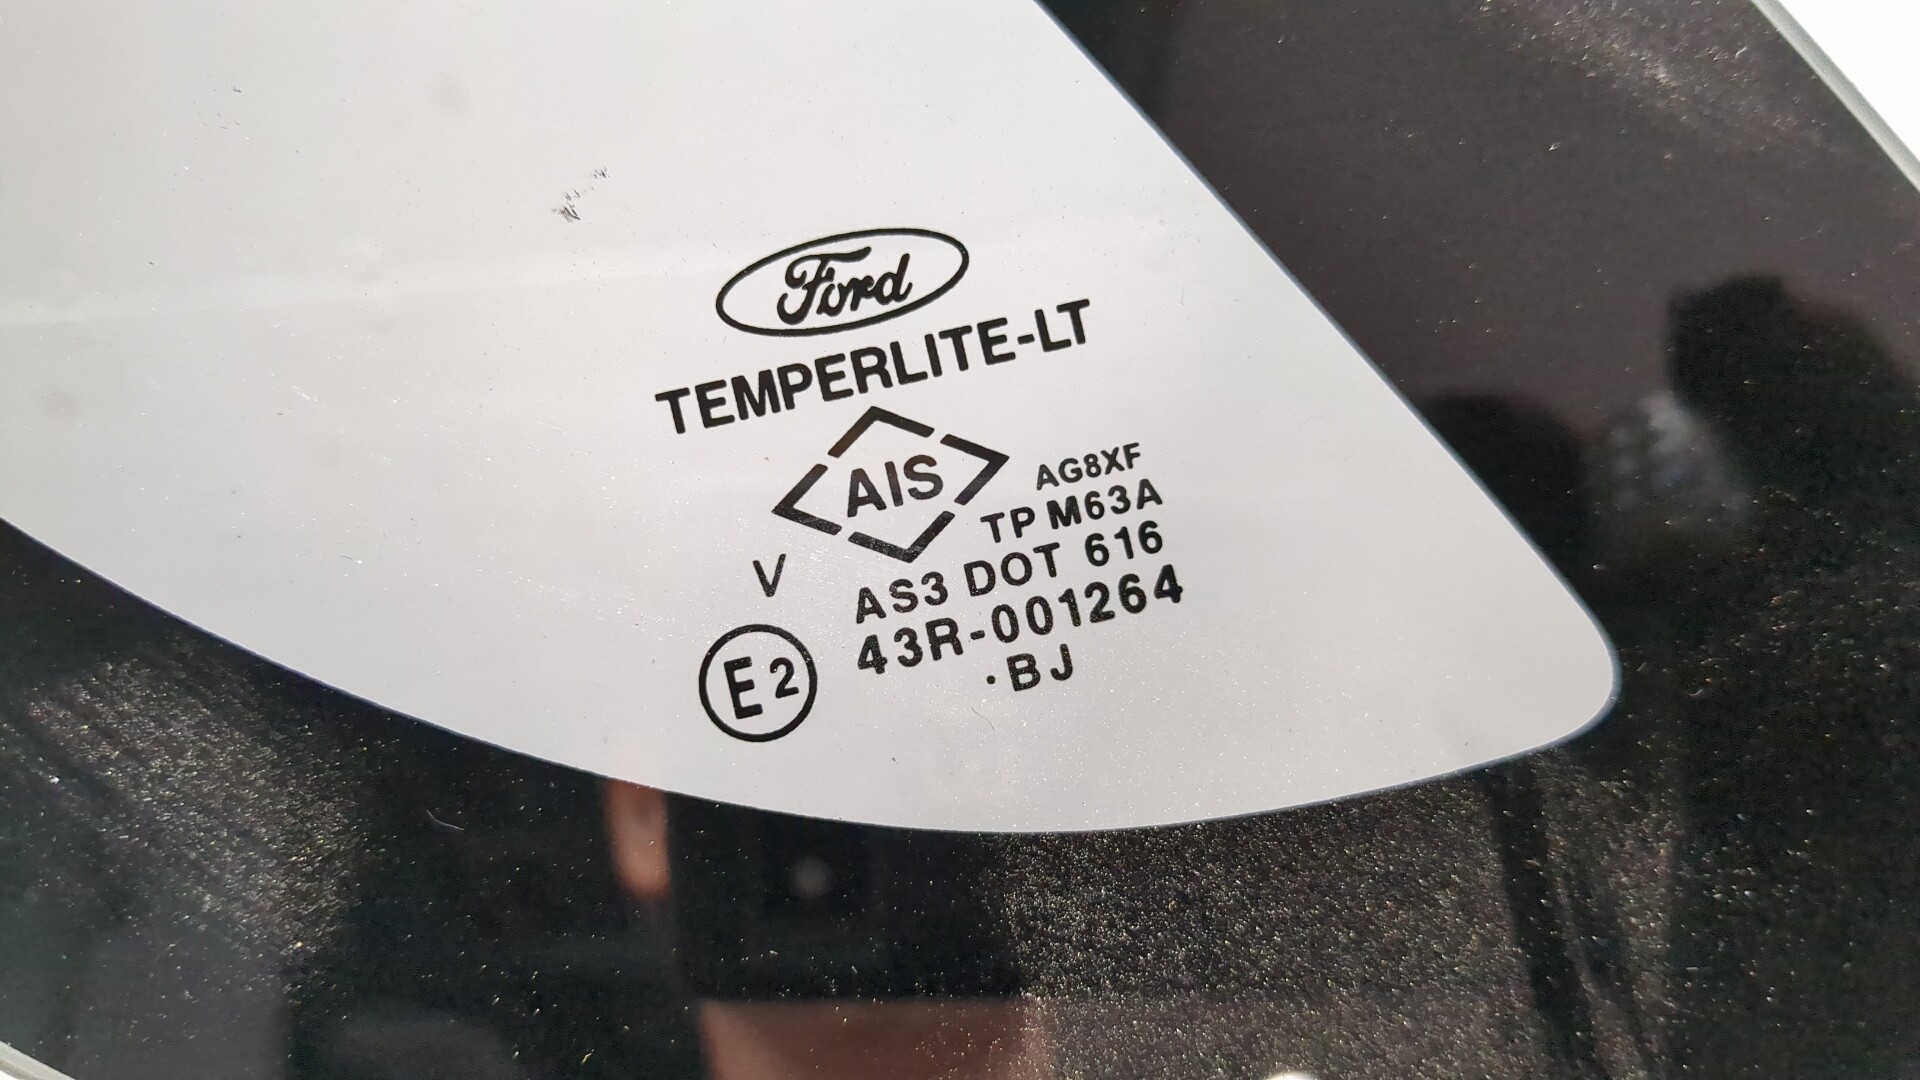 Ford
TEMPERLITE-LT
AIS
AG8XF
TP M63A
V
AS3 DOT 616
E2
43R-001264
.BJ